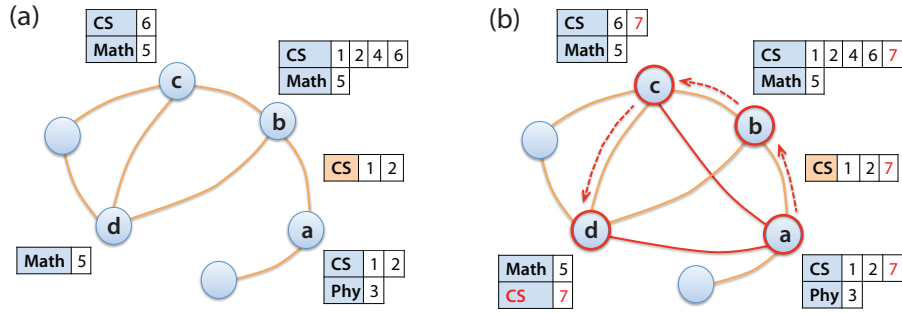 (a)
CS 6
Math 5
CS 1 2 4 6
Math 5
c
b
CS 1 2
d
a
Math 5
CS 1 2
Phy 3
(b)
CS 6 7
Math 5
CS 1 2 4 6 7
Math 5
c
b
CS 1 2 7
d
a
Math 5
CS 7
CS 1 2 7
Phy 3